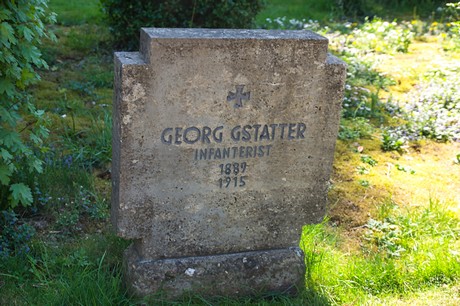 GEORG GSTATTER
INFANTERIST
1889
1915